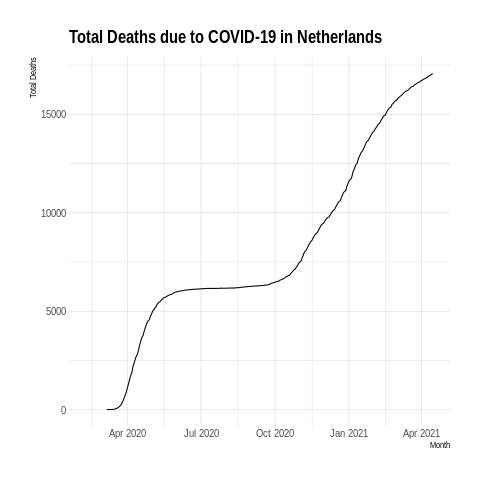 Total Deaths due to COVID-19 in Netherlands
Total Deaths
15000
10000
5000
0
Apr 2020 Jul 2020 Oct 2020 Jan 2021 Apr 2021
Month